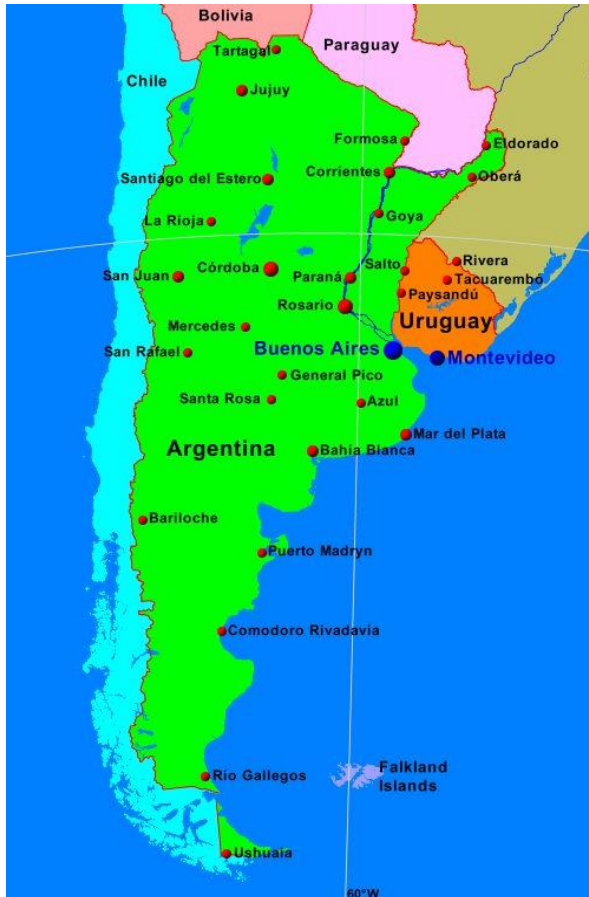 Bolivia
Tartagal
Paraguay
Chile
Jujuy
Formosa
Eldorado
Corrientes
Santiago del Estero
Oberá
La Rioja
Goya
Rivera
Salto
Córdoba
San Juan
Paraná
Tacuarembó
Paysandú
Rosario
Uruguay
Mercedes
Buenos Aires
San Rafael
Montevideo
General Pico
Santa Rosa
Azul
Mar del Plata
Argentina
Bahía Blanca
Bariloche
Puerto Madryn
Comodoro Rivadavia
Falkland
Islands
Río Gallegos
Ushuaia
60°W